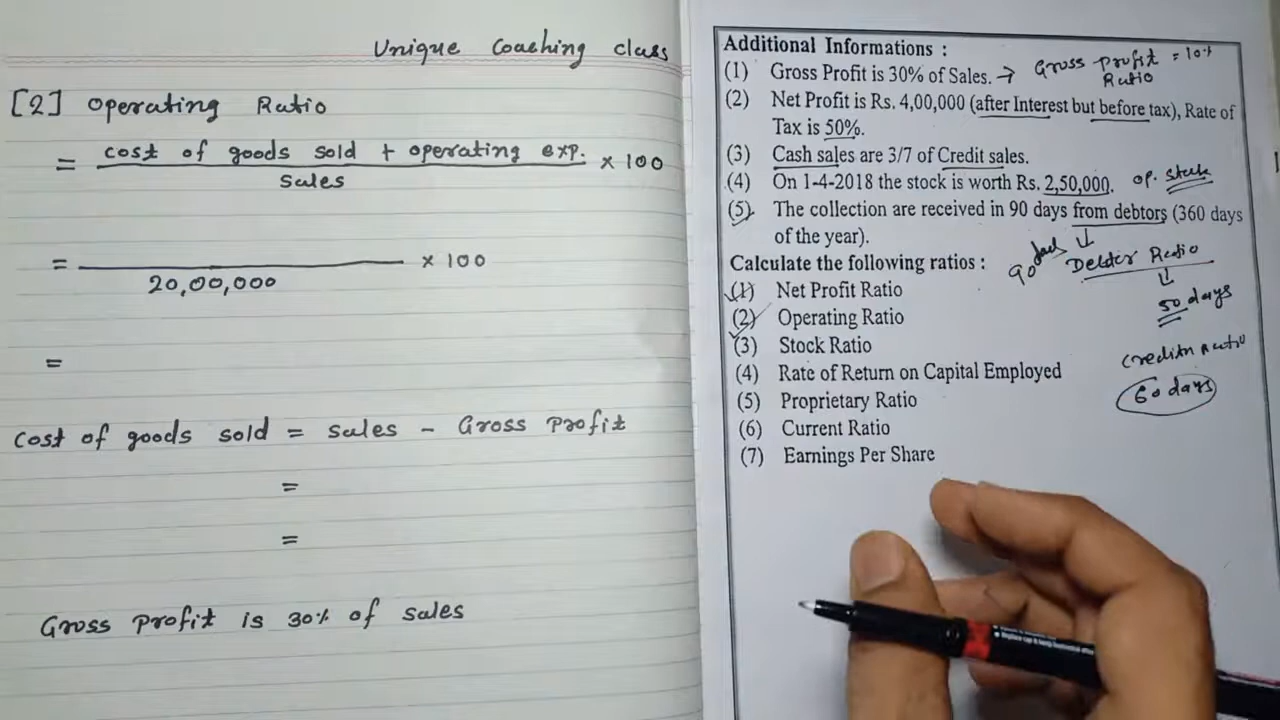 Unique Coaching class
[2] Operating Ratio
= cost of goods sold + operating exp. × 100
sales
= × 100
20,00,000
=
Cost of goods sold = sales - Gross Profit
=
=
Gross Profit is 30% of sales
Additional Informations :
(1) Gross Profit is 30% of Sales. → Gross Profit = 10%
Ratio
(2) Net Profit is Rs. 4,00,000 (after Interest but before tax), Rate of
Tax is 50%.
(3) Cash sales are 3/7 of Credit sales.
(4) On 1-4-2018 the stock is worth Rs. 2,50,000. op. stock
(5) The collection are received in 90 days from debtors (360 days
of the year).
90
Debtor Ratio
50 days
Calculate the following ratios :
(1) Net Profit Ratio
(2) Operating Ratio
(3) Stock Ratio
creditr ratio
(4) Rate of Return on Capital Employed
60 days
(5) Proprietary Ratio
(6) Current Ratio
(7) Earnings Per Share